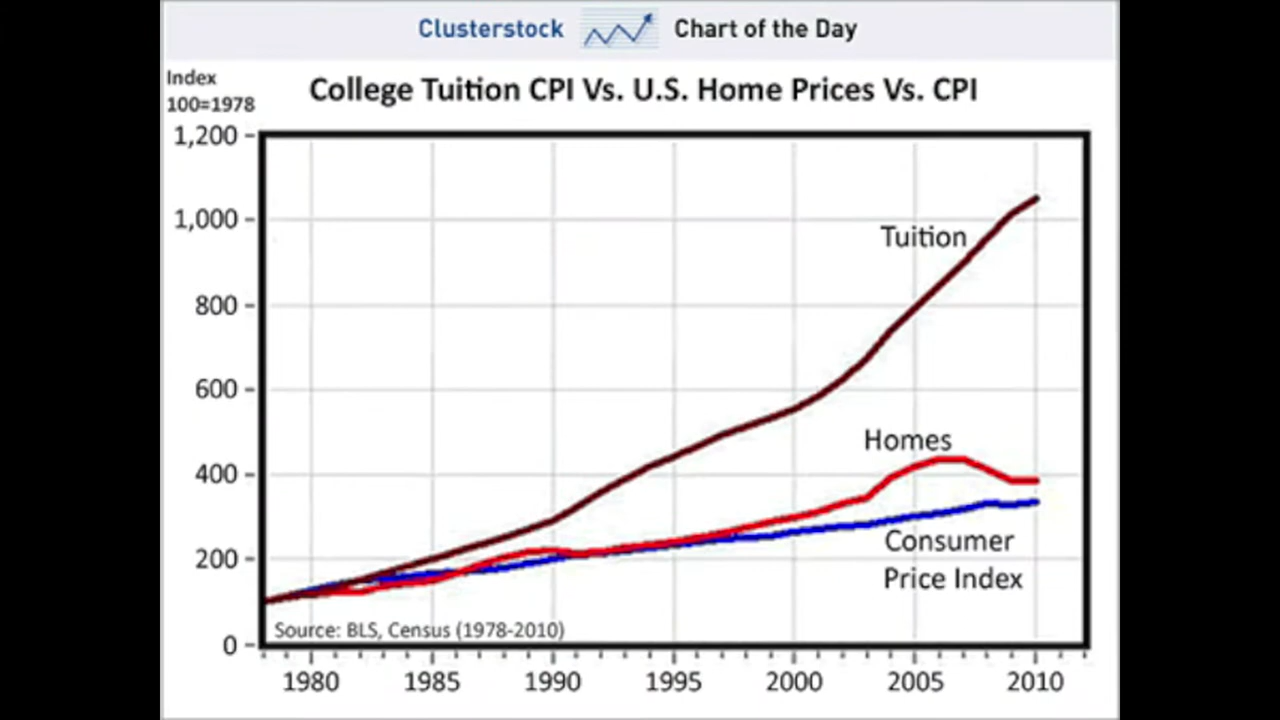 Clusterstock Chart of the Day
Index
100=1978
College Tuition CPI Vs. U.S. Home Prices Vs. CPI
1,200
1,000
Tuition
800
600
Homes
400
Consumer
200
Price Index
Source: BLS, Census (1978-2010)
0
1980 1985 1990 1995 2000 2005 2010